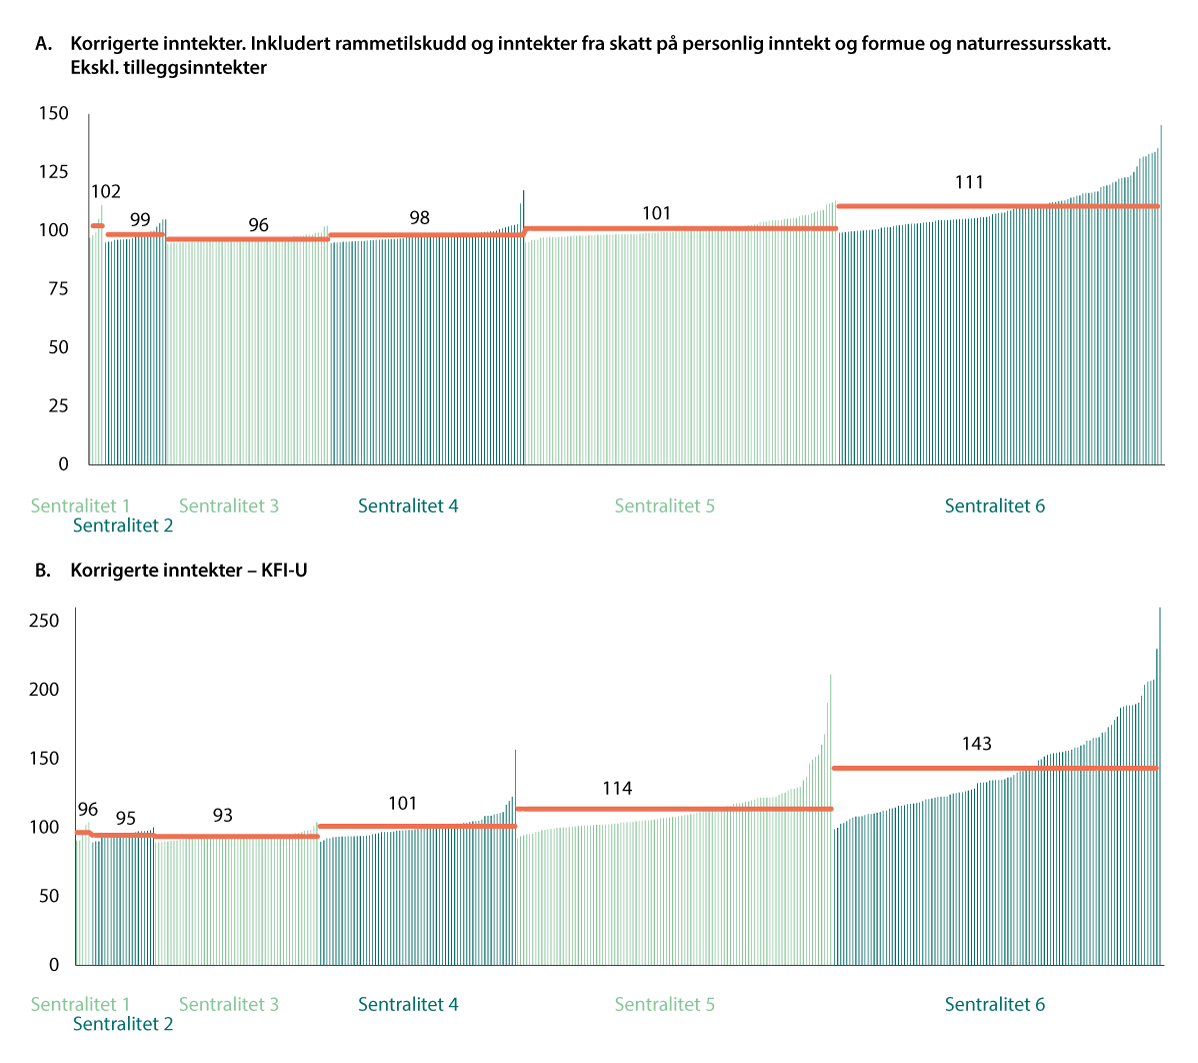 A. Korrigerte inntekter. Inkludert rammetilskudd og inntekter fra skatt på personlig inntekt og formue og naturressursskatt.
Ekskl. tilleggsinntekter
150
125
100
75
50
25
0
102
99
96
98
101
111
Sentralitet 1
Sentralitet 2
Sentralitet 3
Sentralitet 4
Sentralitet 5
Sentralitet 6
B. Korrigerte inntekter – KFI-U
250
200
150
100
50
0
96
95
93
101
114
143
Sentralitet 1
Sentralitet 2
Sentralitet 3
Sentralitet 4
Sentralitet 5
Sentralitet 6